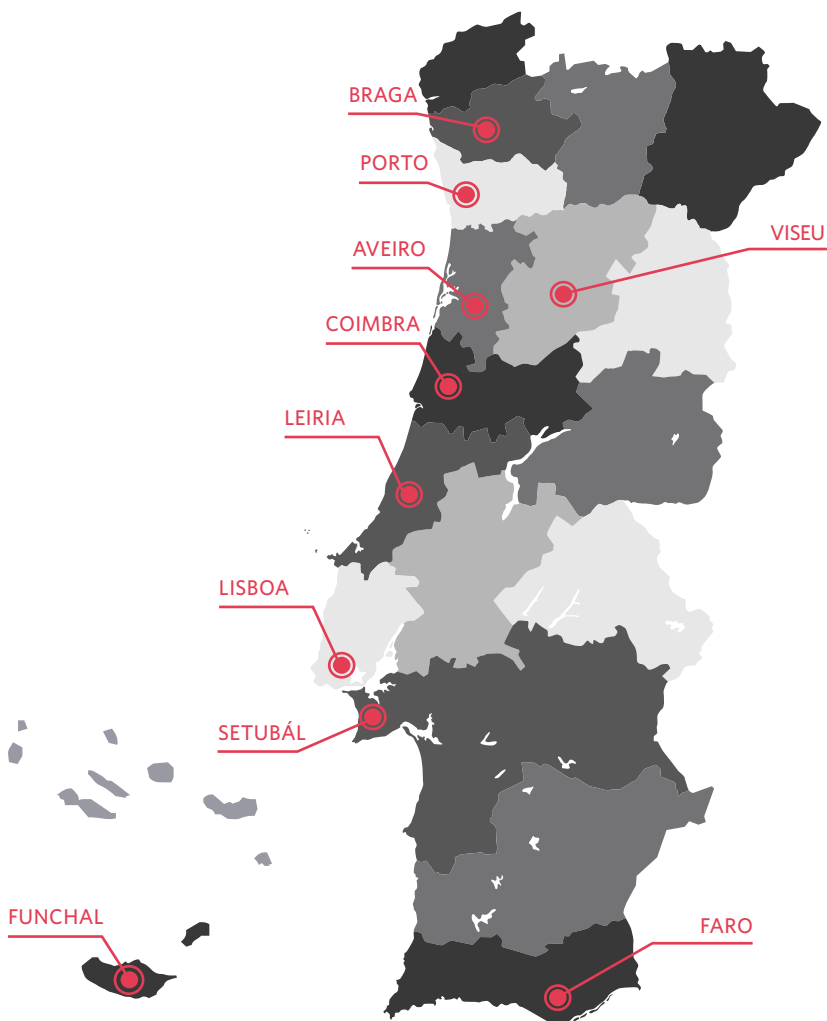 BRAGA
PORTO
VISEU
AVEIRO
COIMBRA
LEIRIA
LISBOA
SETUBÁL
FUNCHAL
FARO